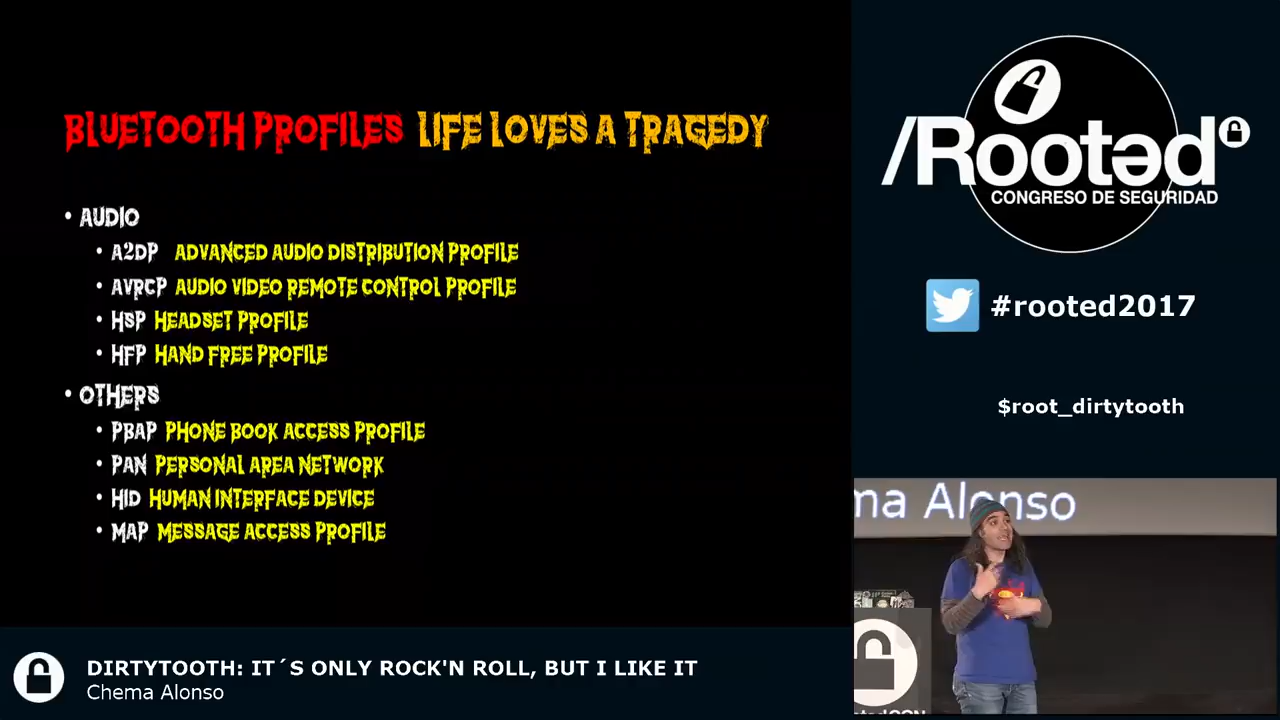 BLUETOOTH PROFILES LIFE LOVES A TRAGEDY
• AUDIO
• A2DP ADVANCED AUDIO DISTRIBUTION PROFILE
• AVRCP AUDIO VIDEO REMOTE CONTROL PROFILE
• HSP HEADSET PROFILE
• HFP HAND FREE PROFILE
• OTHERS
• PBAP PHONE BOOK ACCESS PROFILE
• PAN PERSONAL AREA NETWORK
• HID HUMAN INTERFACE DEVICE
• MAP MESSAGE ACCESS PROFILE
/Rootəd
CONGRESO DE SEGURIDAD
#rooted2017
$root_dirtytooth
ma Alonso
ootedCON
DIRTYTOOTH: IT´S ONLY ROCK'N ROLL, BUT I LIKE IT
Chema Alonso